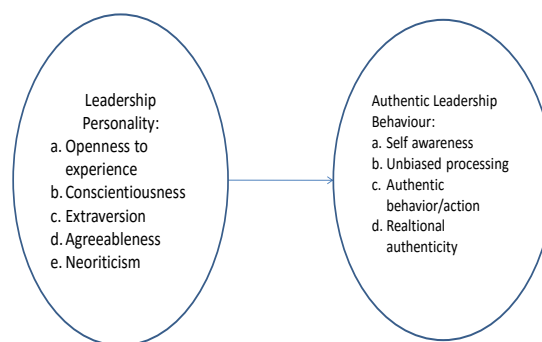 Leadership
Personality:
a. Openness to
experience
b. Conscientiousness
c. Extraversion
d. Agreeableness
e. Neoriticism
Authentic Leadership
Behaviour:
a. Self awareness
b. Unbiased processing
c. Authentic
behavior/action
d. Realtional
authenticity